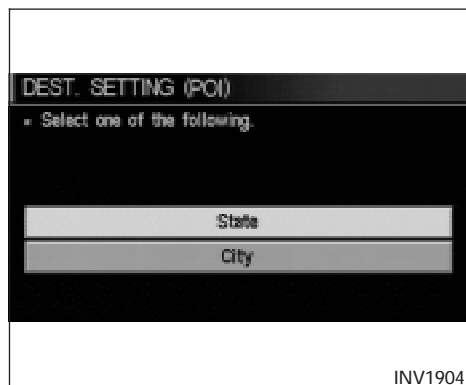 DEST. SETTING (POI)
▪ Select one of the following.
State
City
INV1904